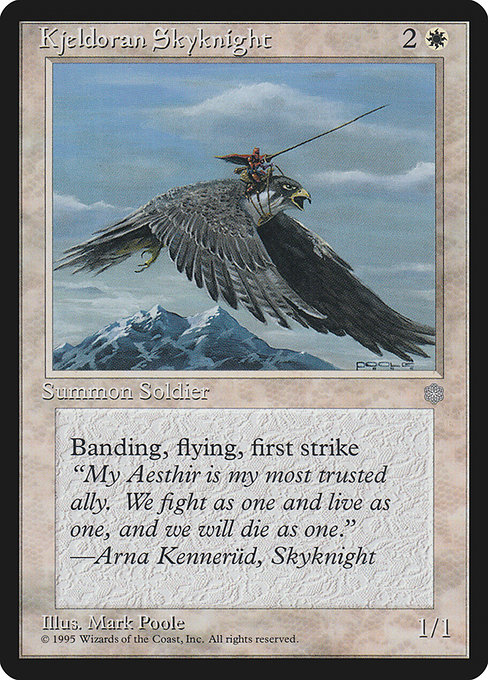 Kjeldoran Skyknight 2
POOLE
Summon Soldier
Banding, flying, first strike
“My Aesthir is my most trusted
ally. We fight as one and live as
one, and we will die as one.”
—Arna Kennerüd, Skyknight
Illus. Mark Poole
© 1995 Wizards of the Coast, Inc. All rights reserved.
1/1